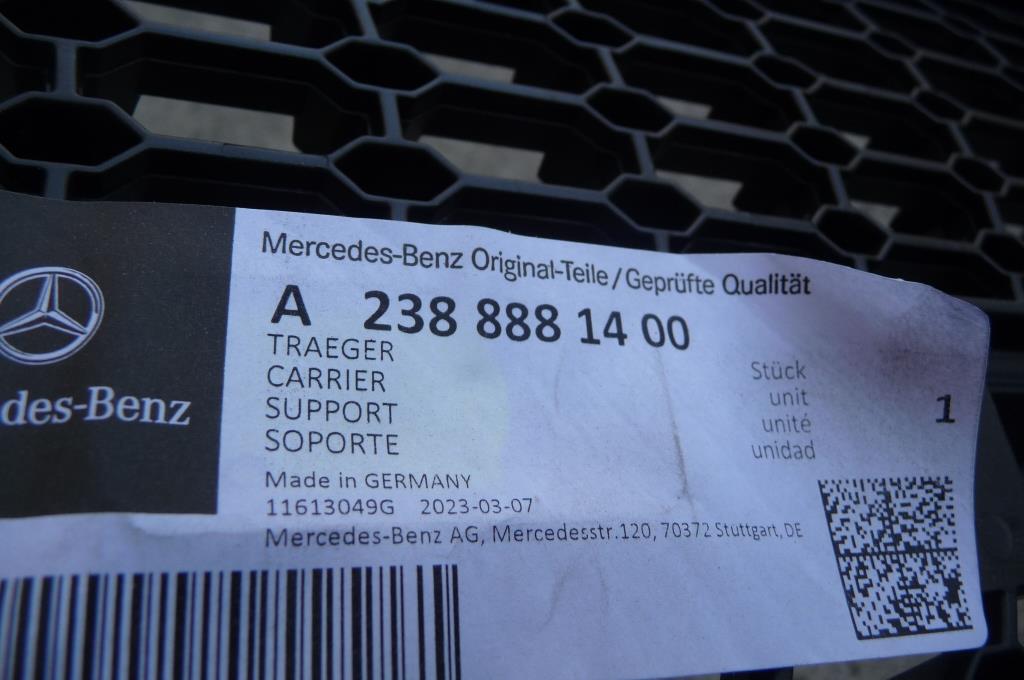 Mercedes-Benz Original-Teile/Geprüfte Qualität
A 238 888 14 00
TRAEGER
CARRIER
SUPPORT
SOPORTE
Stück
unit
unité
unidad
1
des-Benz
Made in GERMANY
11613049G 2023-03-07
Mercedes-Benz AG, Mercedesstr.120, 70372 Stuttgart, DE